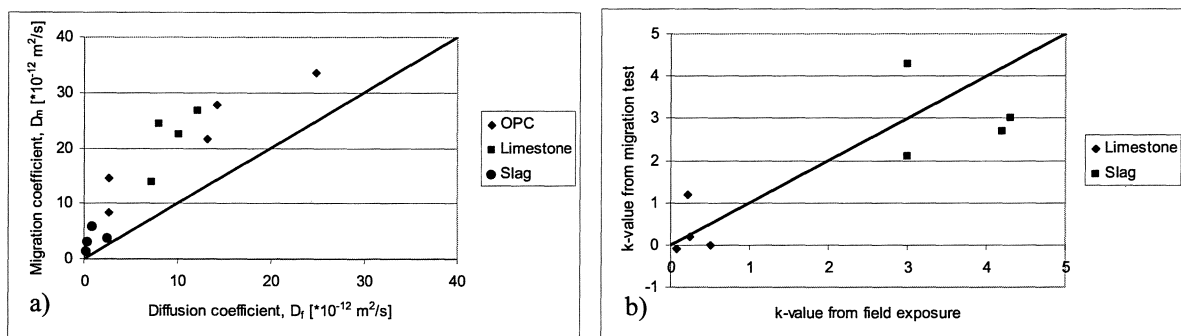 40
30
20
10
0
0 10 20 30 40
Migration coefficient, Dm [*10-12 m2/s]
Diffusion coefficient, Df [*10-12 m2/s]
OPC
Limestone
Slag
a)
5
4
3
2
1
0
-1
0 1 2 3 4 5
k-value from migration test
k-value from field exposure
Limestone
Slag
b)